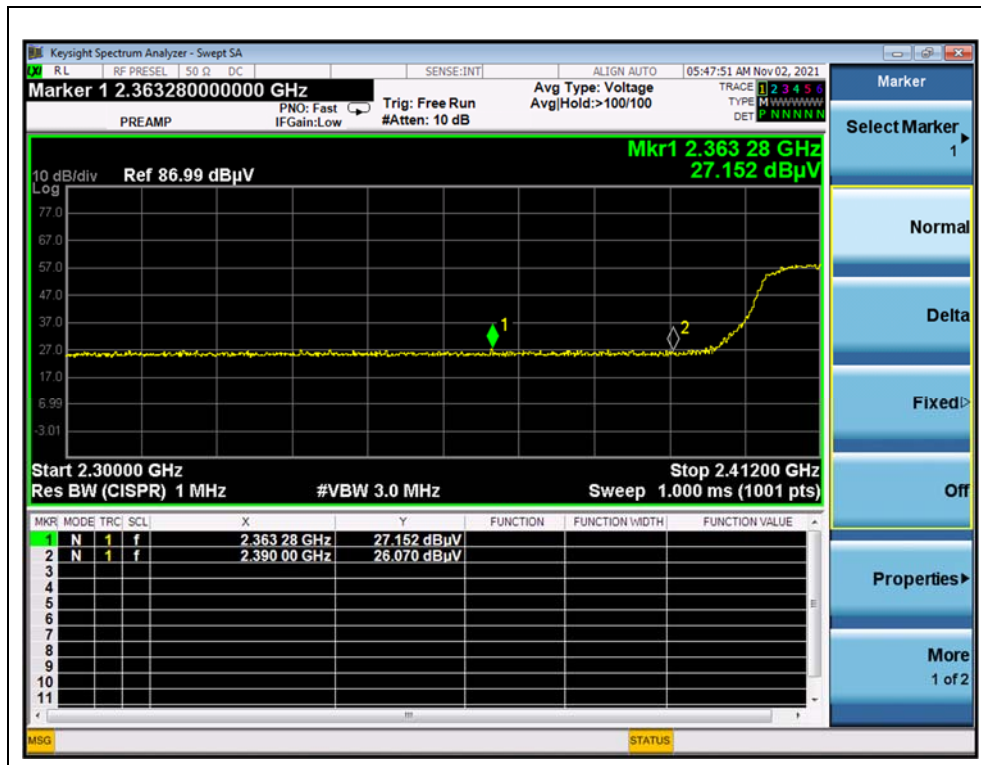 Keysight Spectrum Analyzer - Swept SA
RL RF PRESEL 50 Ω DC SENSE:INT ALIGN AUTO 05:47:51 AM Nov 02, 2021
Marker 1 2.363280000000 GHz
PREAMP
PNO: Fast
IFGain:Low
Trig: Free Run
#Atten: 10 dB
Avg Type: Voltage
Avg|Hold:>100/100
TRACE 1 2 3 4 5 6
TYPE M WWWWW
DET P N N N N N
Mkr1 2.363 28 GHz
27.152 dBµV
10 dB/div Ref 86.99 dBµV
Log
77.0
67.0
57.0
47.0
37.0
27.0
17.0
6.99
-3.01
1
2
Start 2.30000 GHz Stop 2.41200 GHz
Res BW (CISPR) 1 MHz #VBW 3.0 MHz Sweep 1.000 ms (1001 pts)
MKR MODE TRC SCL X Y FUNCTION FUNCTION WIDTH FUNCTION VALUE
1 N 1 f 2.363 28 GHz 27.152 dBµV
2 N 1 f 2.390 00 GHz 26.070 dBµV
3
4
5
6
7
8
9
10
11
MSG STATUS
Marker
Select Marker
1
Normal
Delta
Fixed
Off
Properties
More
1 of 2